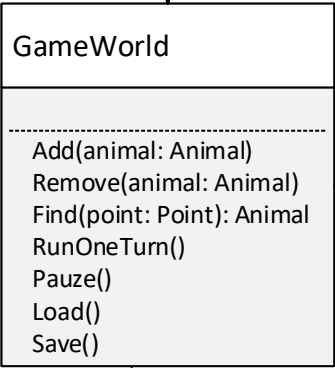 GameWorld
Add(animal: Animal)
Remove(animal: Animal)
Find(point: Point): Animal
RunOneTurn()
Pauze()
Load()
Save()